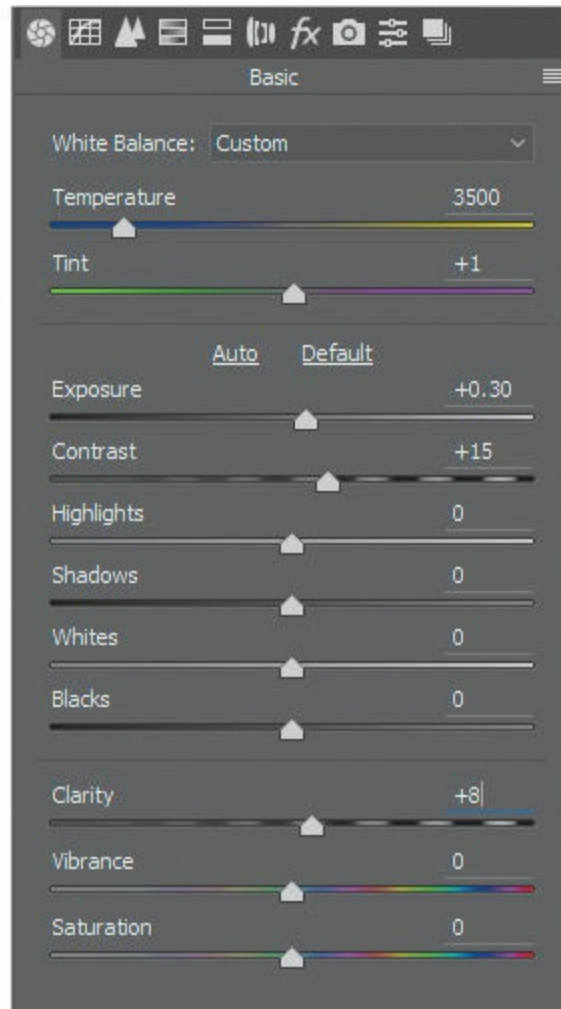 fx
Basic
White Balance: Custom
Temperature 3500
Tint +1
Auto Default
Exposure +0.30
Contrast +15
Highlights 0
Shadows 0
Whites 0
Blacks 0
Clarity +8
Vibrance 0
Saturation 0